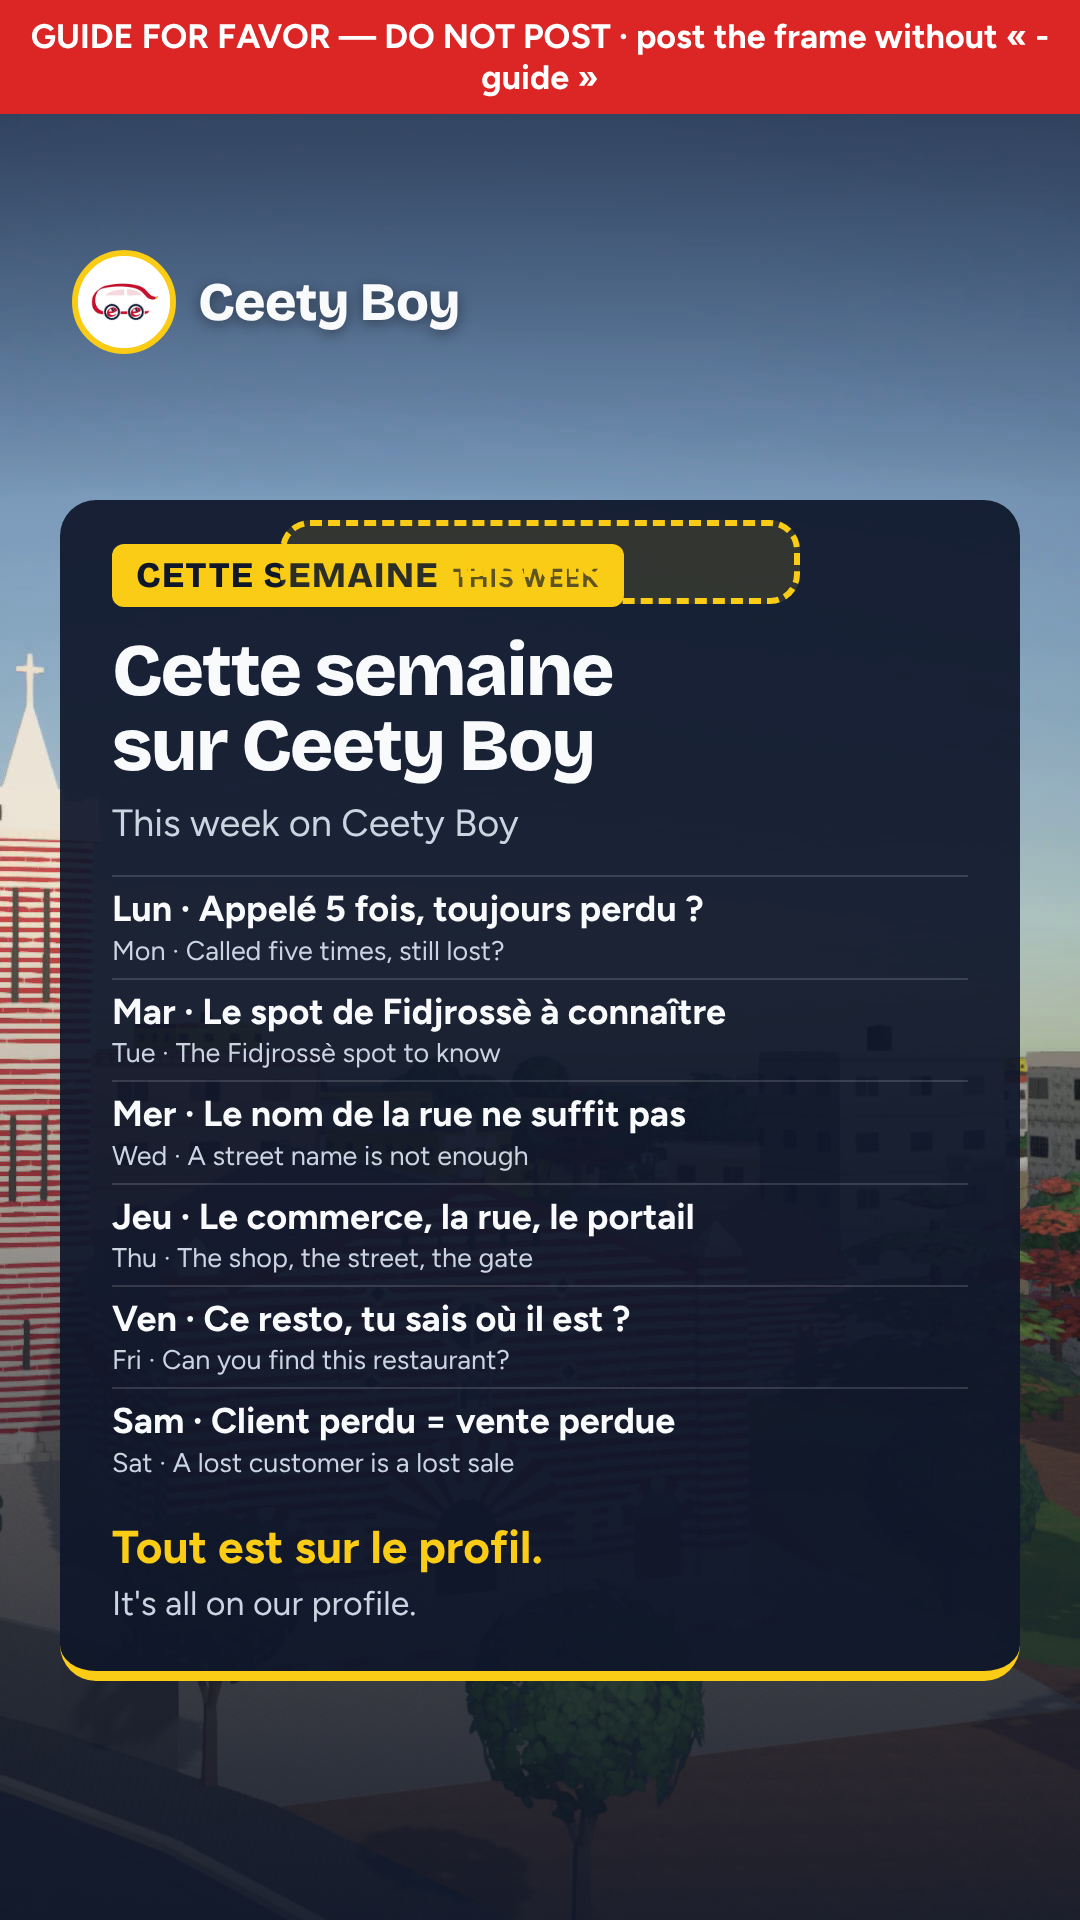 GUIDE FOR FAVOR — DO NOT POST · post the frame without « -
guide »
Ceety Boy
CETTE SEMAINE THIS WEEK
Cette semaine
sur Ceety Boy
This week on Ceety Boy
Lun · Appelé 5 fois, toujours perdu ?
Mon · Called five times, still lost?
Mar · Le spot de Fidjrossè à connaître
Tue · The Fidjrossè spot to know
Mer · Le nom de la rue ne suffit pas
Wed · A street name is not enough
Jeu · Le commerce, la rue, le portail
Thu · The shop, the street, the gate
Ven · Ce resto, tu sais où il est ?
Fri · Can you find this restaurant?
Sam · Client perdu = vente perdue
Sat · A lost customer is a lost sale
Tout est sur le profil.
It's all on our profile.